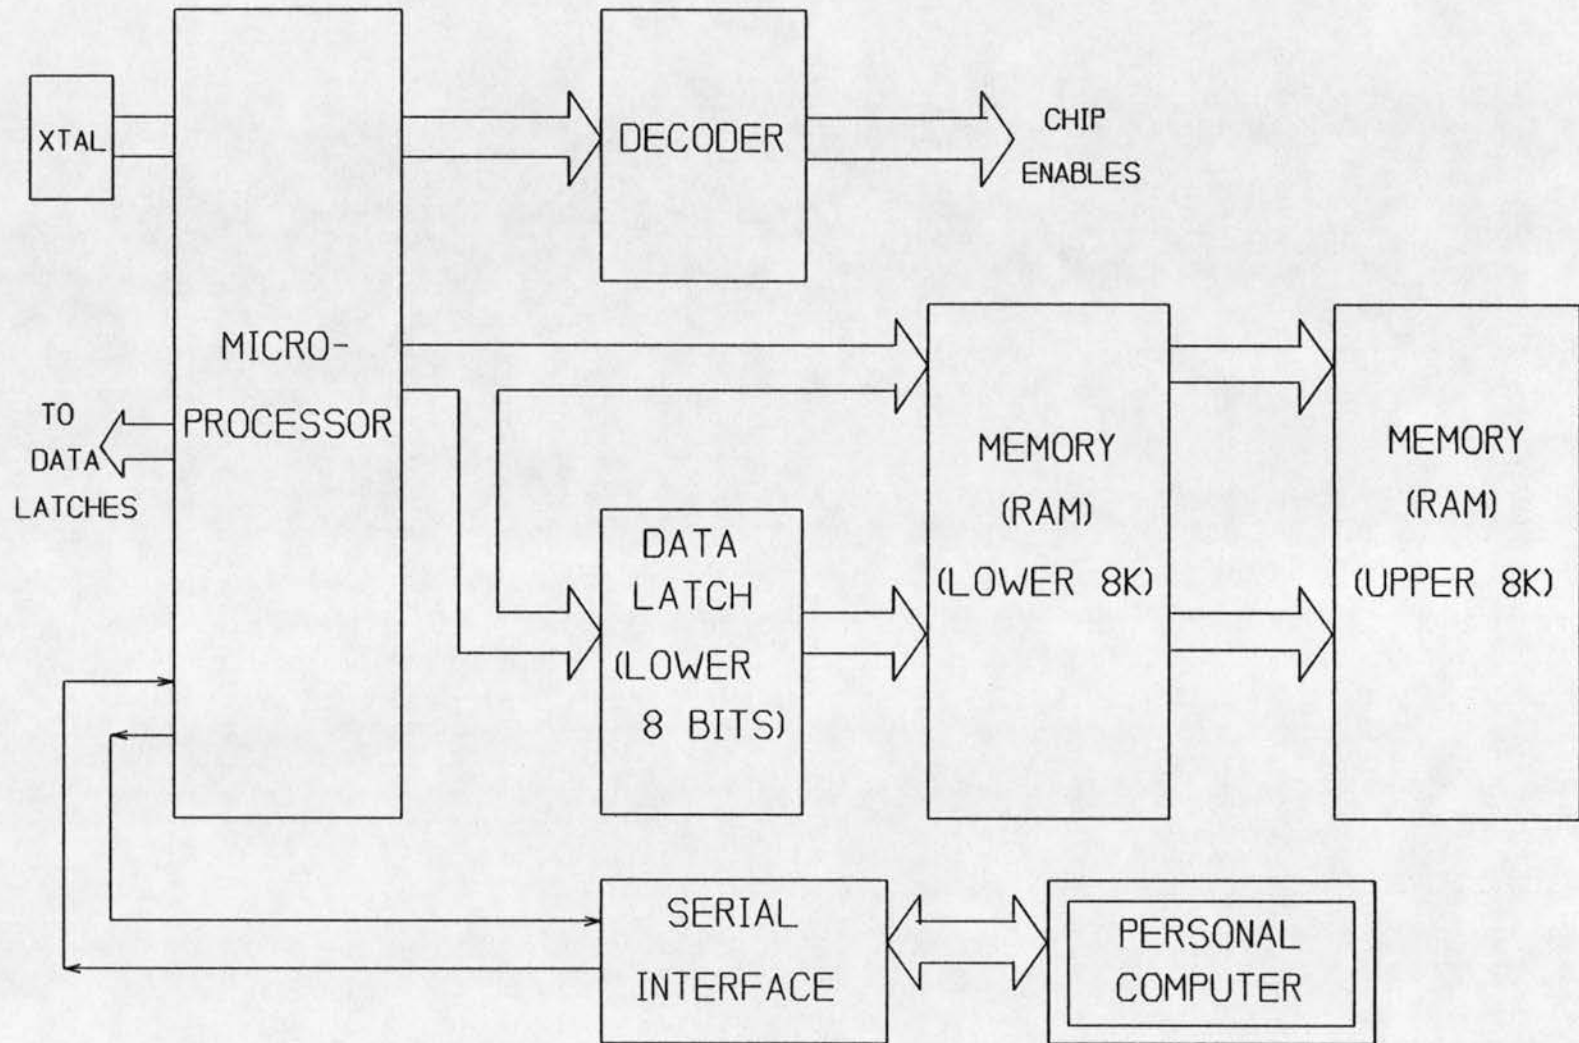 XTAL
DECODER
CHIP
ENABLES
MICRO-
PROCESSOR
TO
DATA
LATCHES
DATA
LATCH
(LOWER
8 BITS)
MEMORY
(RAM)
(LOWER 8K)
MEMORY
(RAM)
(UPPER 8K)
SERIAL
INTERFACE
PERSONAL
COMPUTER